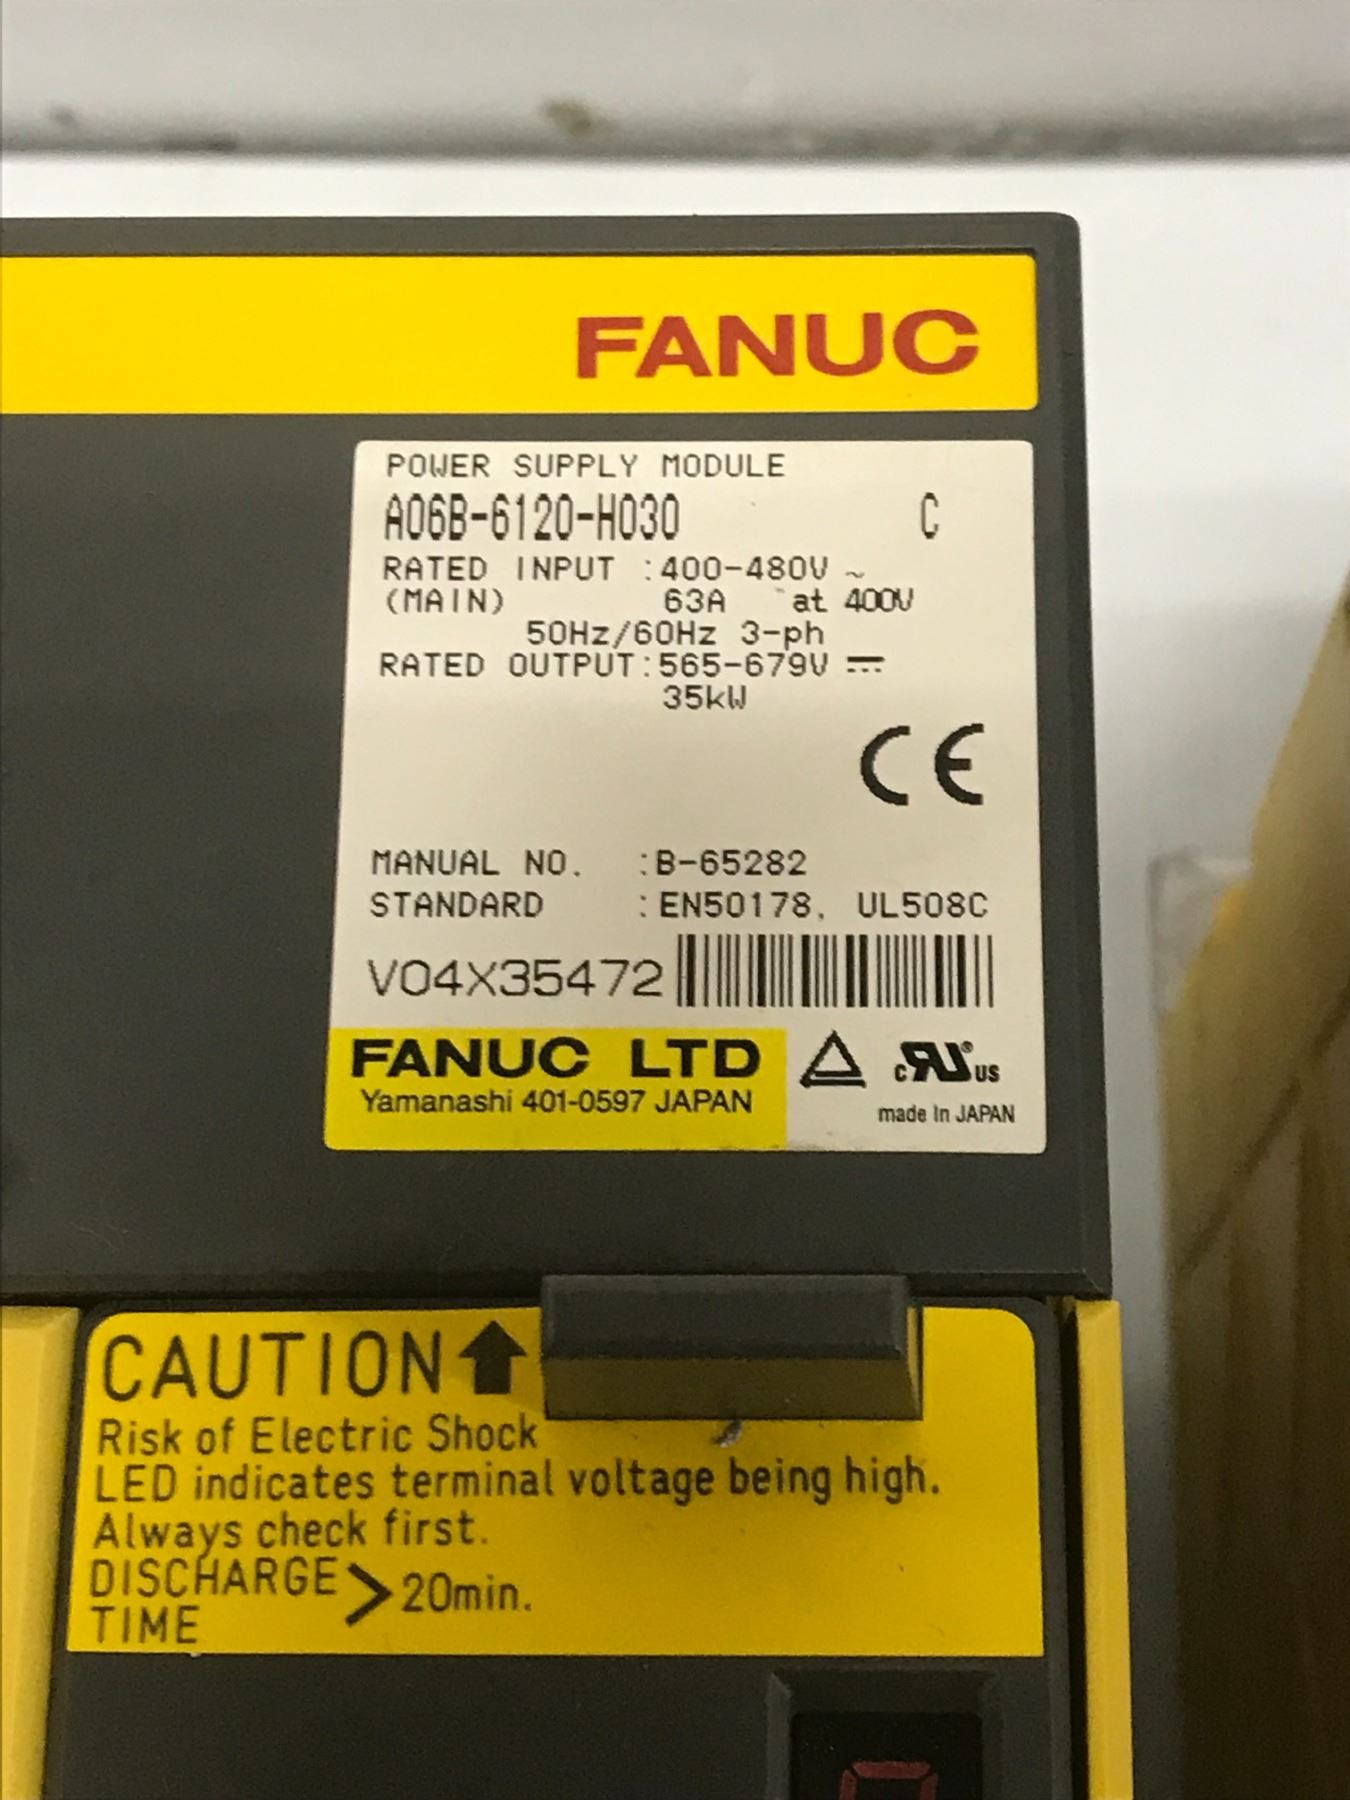 FANUC
POWER SUPPLY MODULE
A06B-6120-H030 C
RATED INPUT :400-480V ~
(MAIN) 63A at 400V
50Hz/60Hz 3-ph
RATED OUTPUT:565-679V ⎓
35kW
CE
MANUAL NO. :B-65282
STANDARD :EN50178, UL508C
V04X35472
FANUC LTD
Yamanashi 401-0597 JAPAN
c RU® US
made In JAPAN
CAUTION
Risk of Electric Shock
LED indicates terminal voltage being high.
Always check first.
DISCHARGE
TIME > 20min.